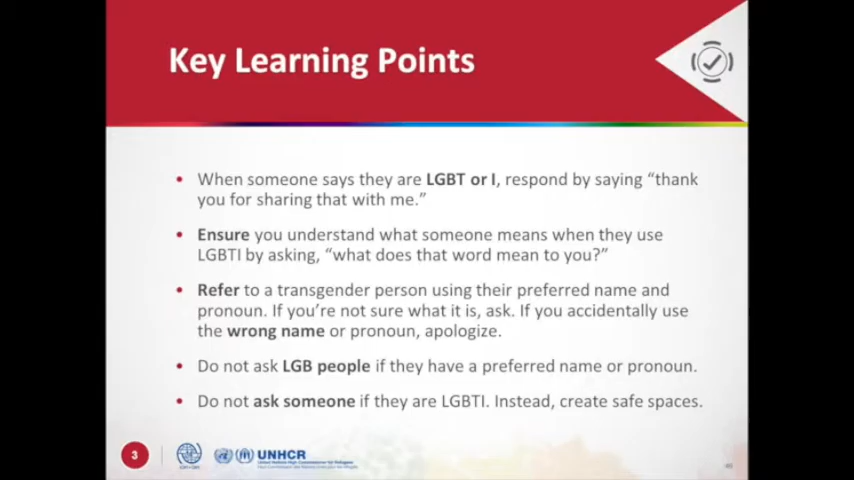 Key Learning Points
• When someone says they are LGBT or I, respond by saying “thank
you for sharing that with me.”
• Ensure you understand what someone means when they use
LGBTI by asking, “what does that word mean to you?”
• Refer to a transgender person using their preferred name and
pronoun. If you’re not sure what it is, ask. If you accidentally use
the wrong name or pronoun, apologize.
• Do not ask LGB people if they have a preferred name or pronoun.
• Do not ask someone if they are LGBTI. Instead, create safe spaces.
3
UNHCR
United Nations High Commissioner for Refugees